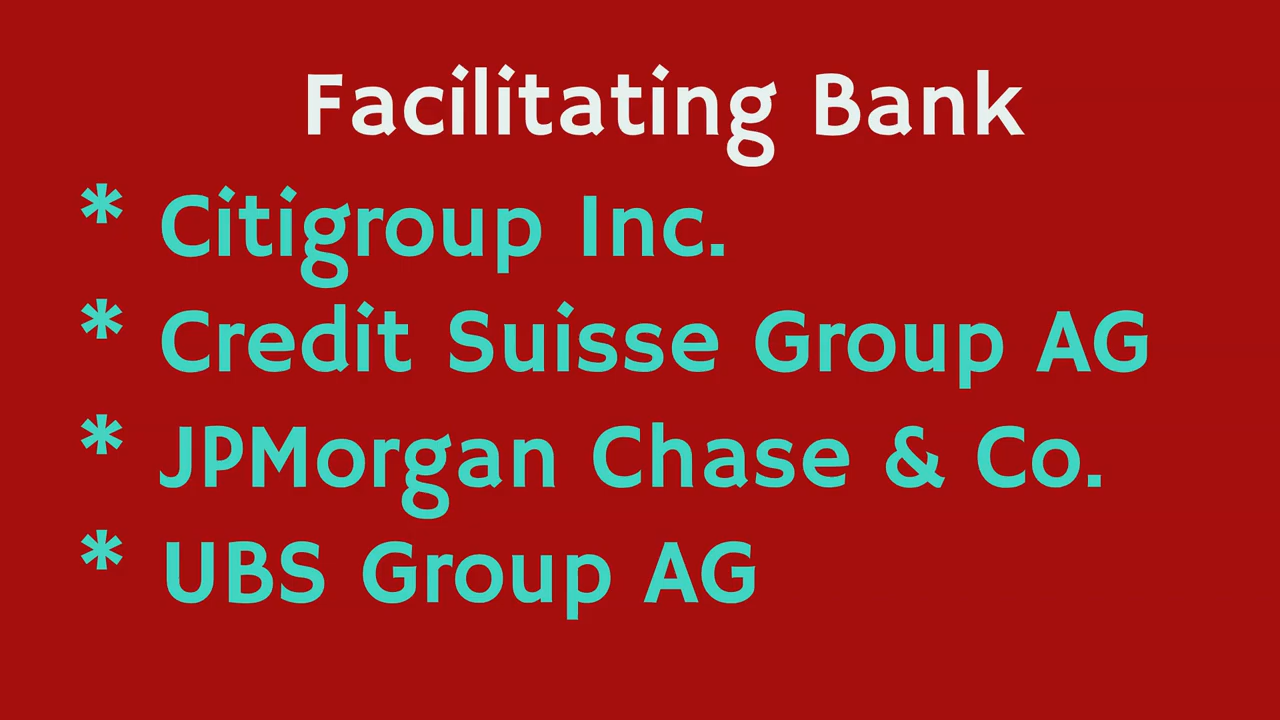 Facilitating Bank
* Citigroup Inc.
* Credit Suisse Group AG
* JPMorgan Chase & Co.
* UBS Group AG